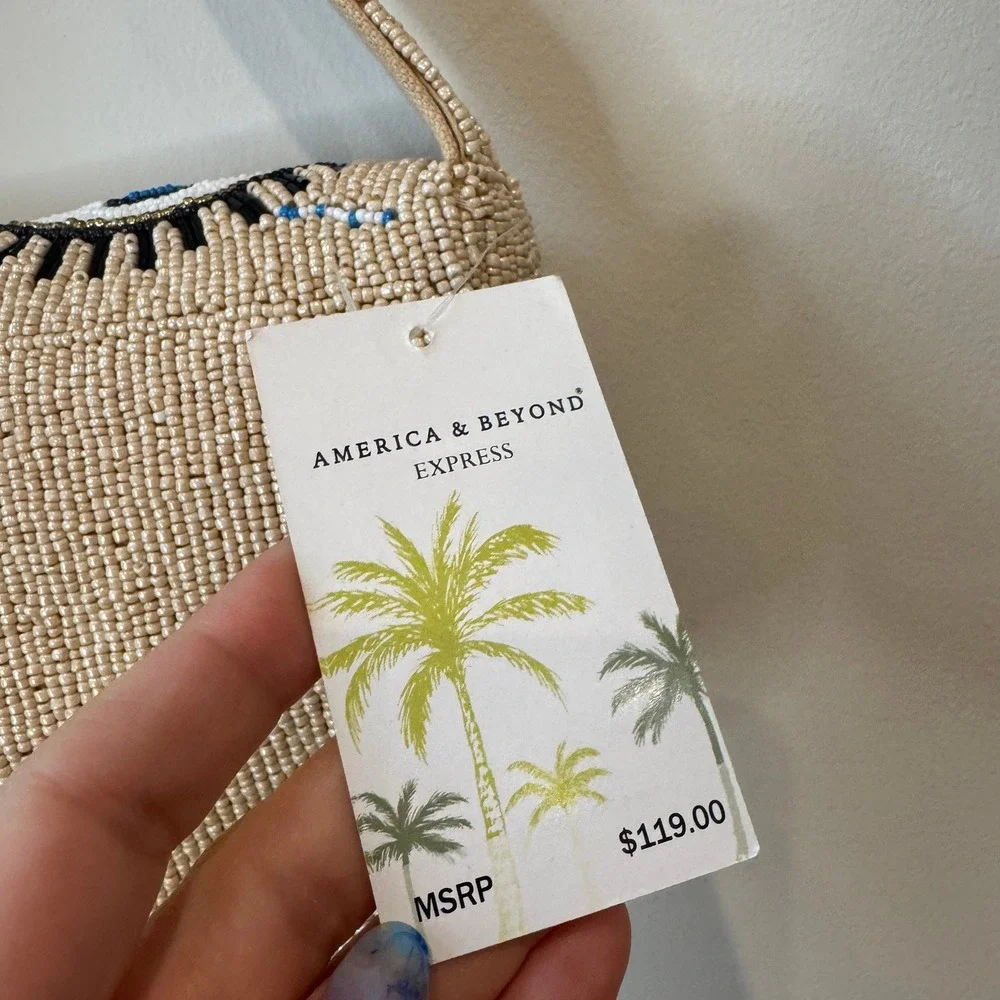 AMERICA & BEYOND®
EXPRESS
MSRP $119.00